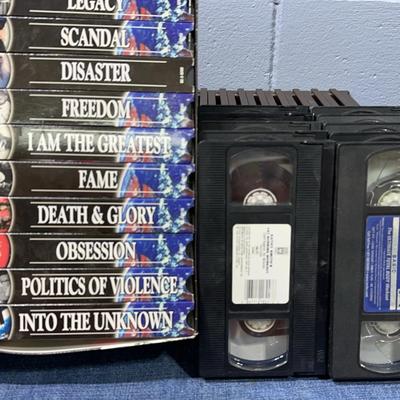 LEGACY
SCANDAL
DISASTER
FREEDOM
I AM THE GREATEST
FAME
DEATH & GLORY
OBSESSION
POLITICS OF VIOLENCE
INTO THE UNKNOWN